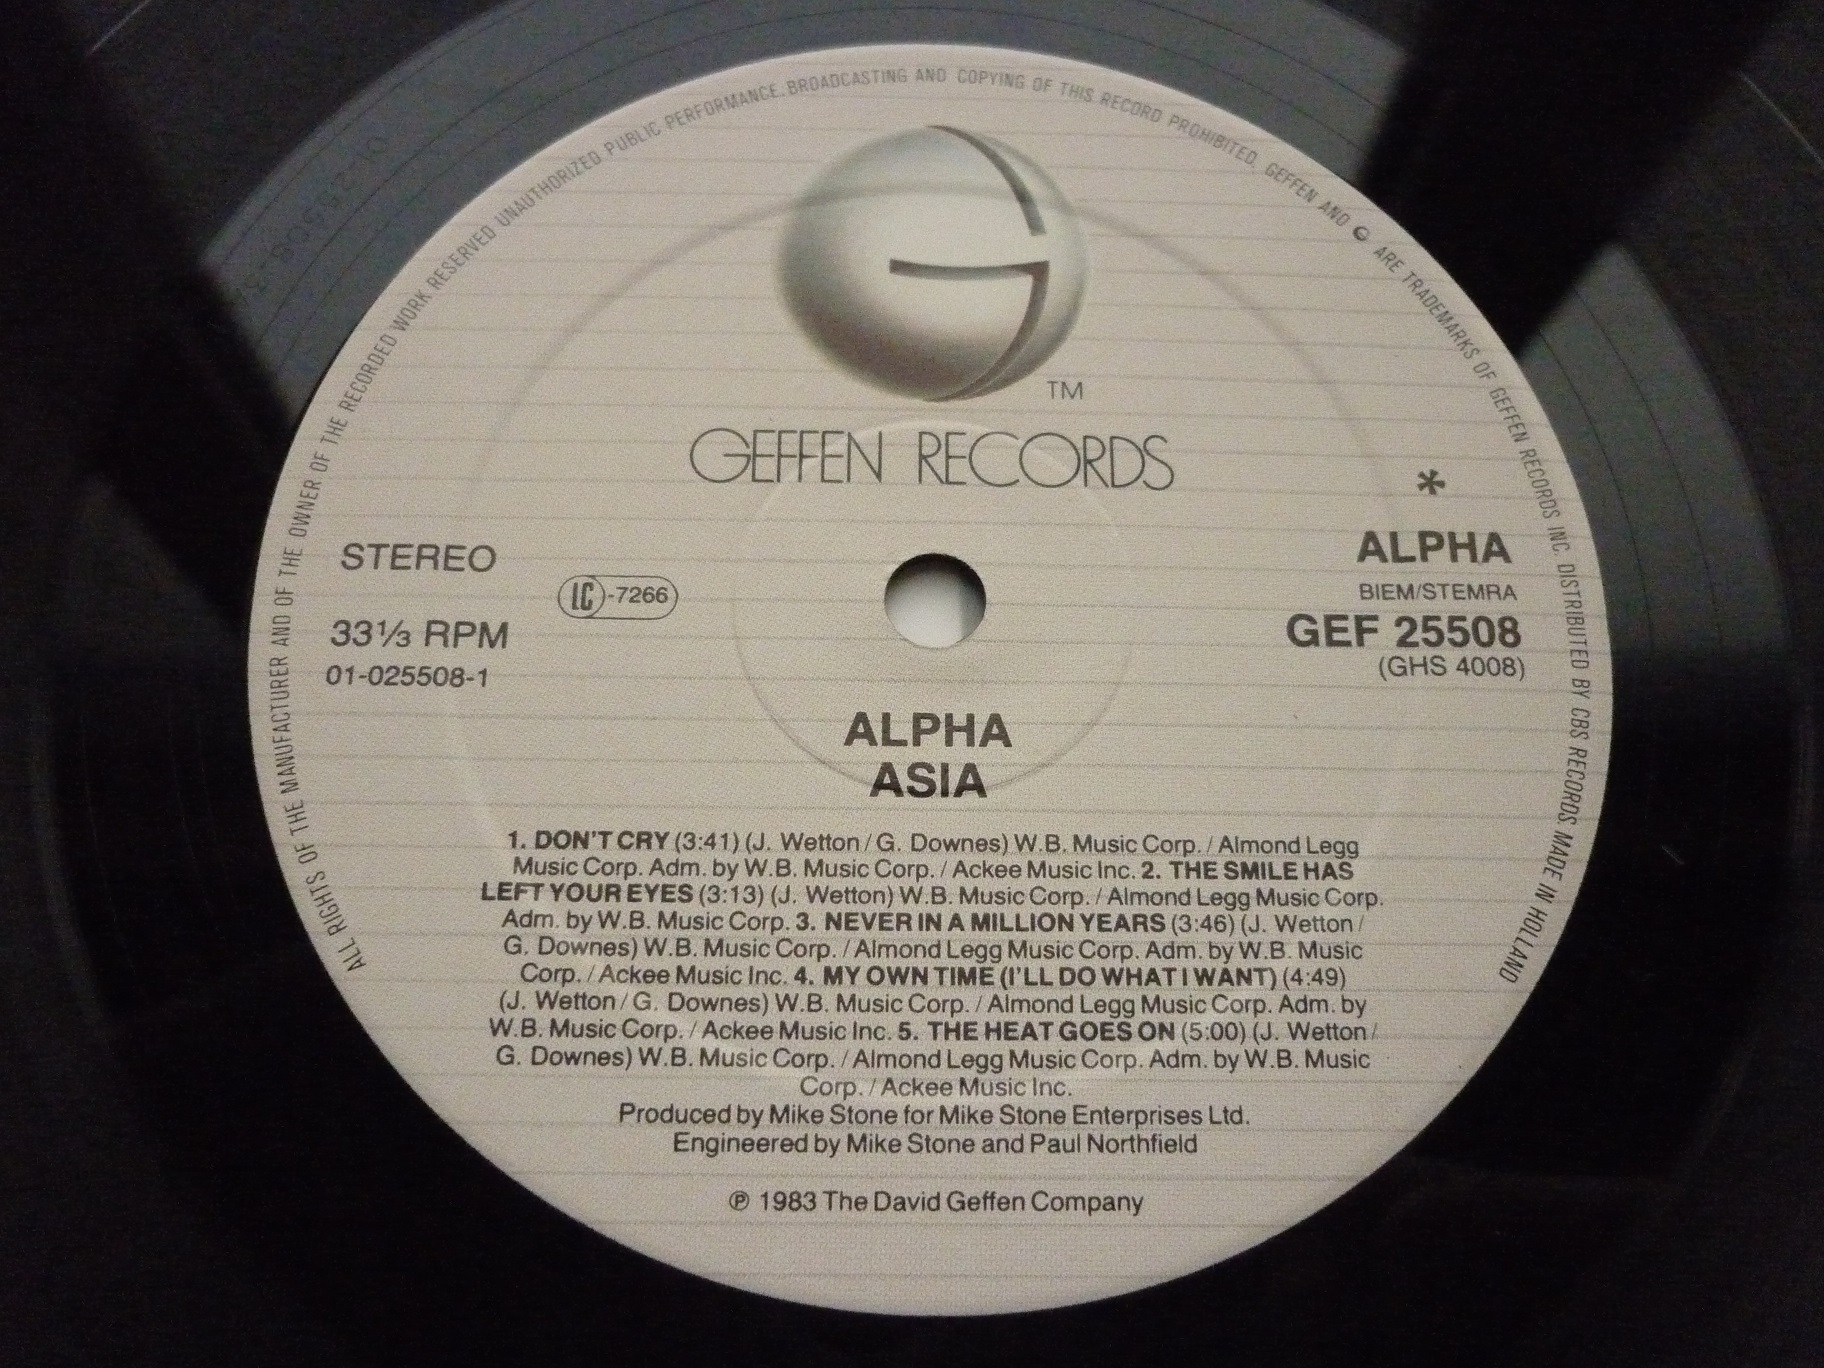 ALL RIGHTS OF THE MANUFACTURER AND OF THE OWNER OF THE RECORDED WORK RESERVED UNAUTHORIZED PUBLIC PERFORMANCE. BROADCASTING AND COPYING OF THIS RECORD PROHIBITED. GEFFEN AND G ARE TRADEMARKS OF GEFFEN RECORDS INC. DISTRIBUTED BY CBS RECORDS MADE IN HOLLAND
TM
GEFFEN RECORDS
STEREO
LC-7266
33⅓ RPM
01-025508-1
*
ALPHA
BIEM/STEMRA
GEF 25508
(GHS 4008)
ALPHA
ASIA
1. DON'T CRY (3:41) (J. Wetton / G. Downes) W.B. Music Corp. / Almond Legg
Music Corp. Adm. by W.B. Music Corp. / Ackee Music Inc. 2. THE SMILE HAS
LEFT YOUR EYES (3:13) (J. Wetton) W.B. Music Corp. / Almond Legg Music Corp.
Adm. by W.B. Music Corp. 3. NEVER IN A MILLION YEARS (3:46) (J. Wetton /
G. Downes) W.B. Music Corp. / Almond Legg Music Corp. Adm. by W.B. Music
Corp. / Ackee Music Inc. 4. MY OWN TIME (I'LL DO WHAT I WANT) (4:49)
(J. Wetton / G. Downes) W.B. Music Corp. / Almond Legg Music Corp. Adm. by
W.B. Music Corp. / Ackee Music Inc. 5. THE HEAT GOES ON (5:00) (J. Wetton /
G. Downes) W.B. Music Corp. / Almond Legg Music Corp. Adm. by W.B. Music
Corp. / Ackee Music Inc.
Produced by Mike Stone for Mike Stone Enterprises Ltd.
Engineered by Mike Stone and Paul Northfield
℗ 1983 The David Geffen Company